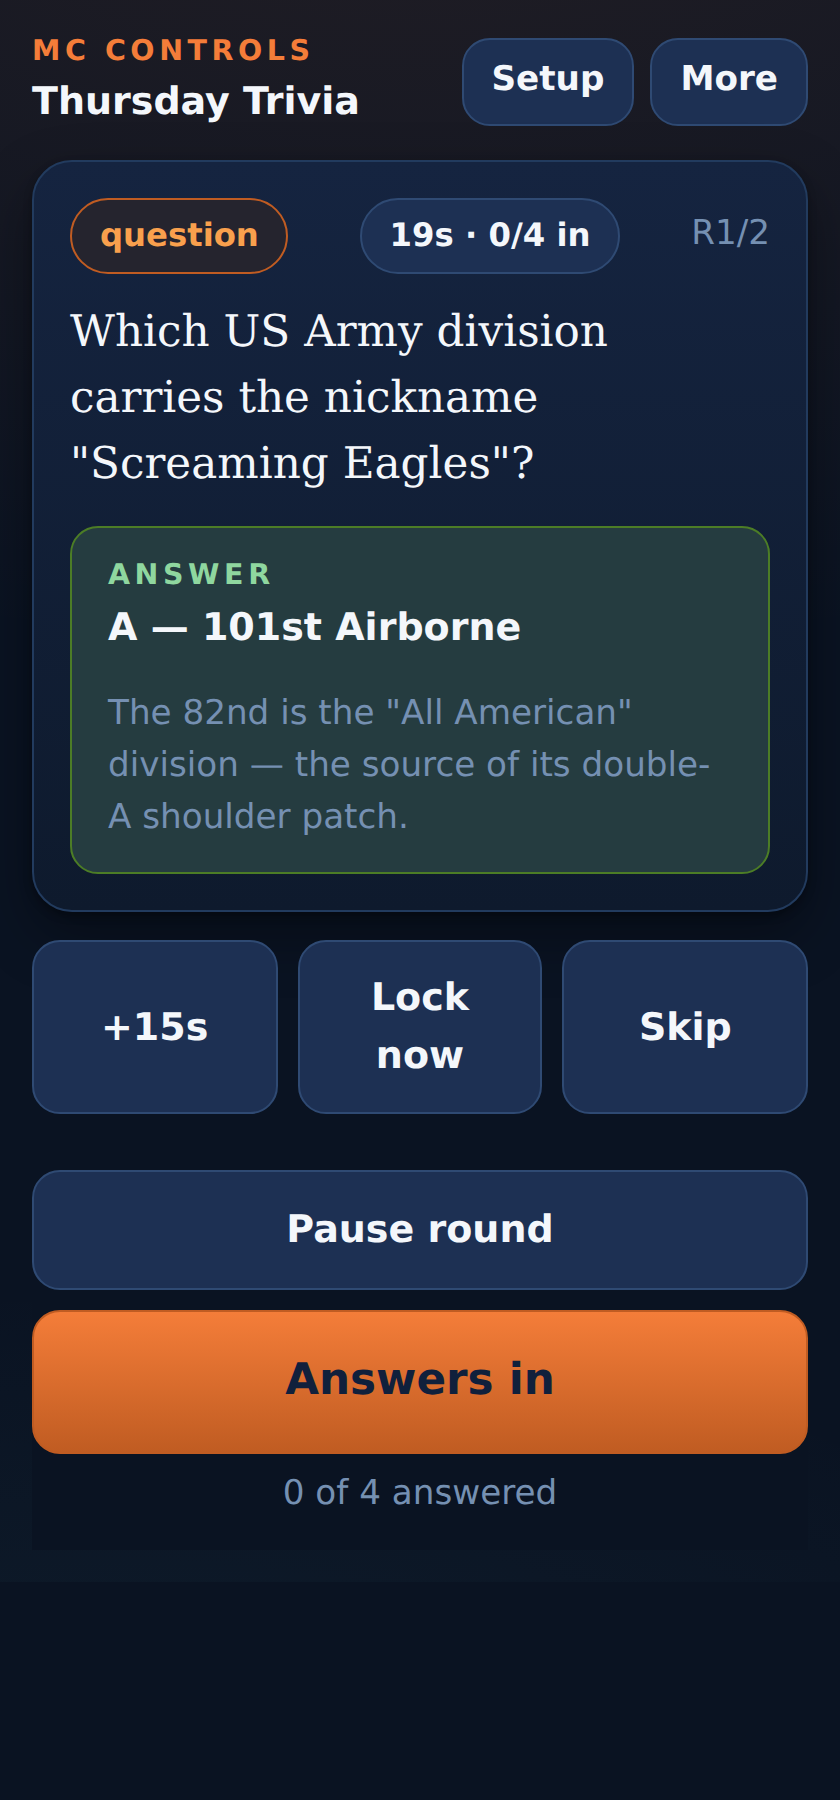 MC CONTROLS
Thursday Trivia
Setup
More
question
19s · 0/4 in
R1/2
Which US Army division
carries the nickname
"Screaming Eagles"?
ANSWER
A — 101st Airborne
The 82nd is the "All American"
division — the source of its double-
A shoulder patch.
+15s
Lock
now
Skip
Pause round
Answers in
0 of 4 answered